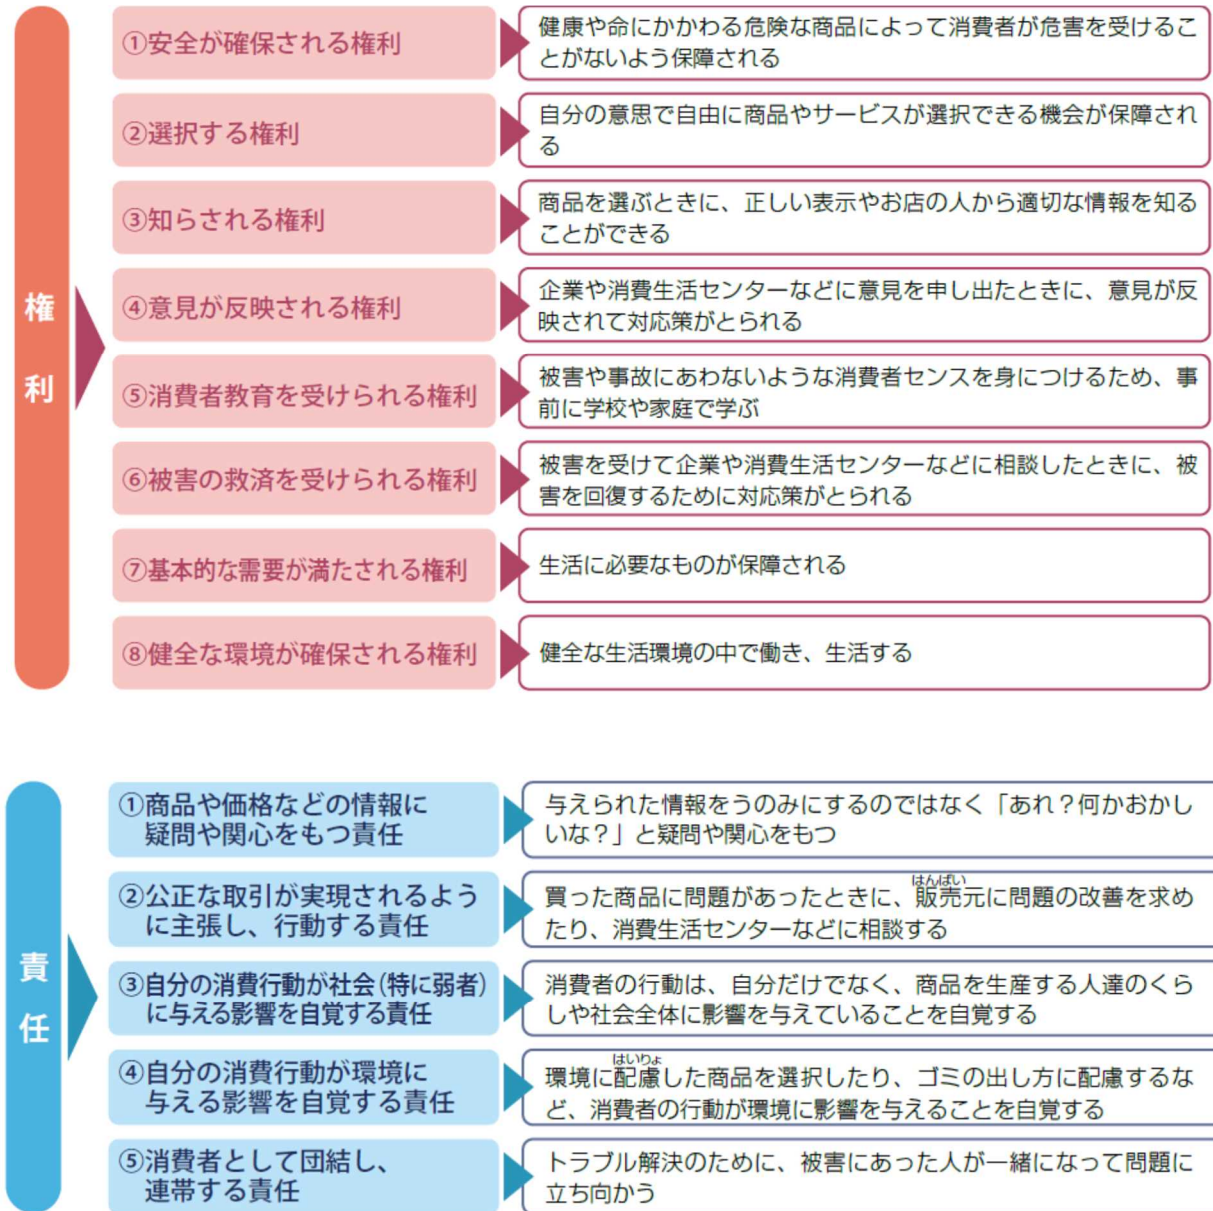 権利
①安全が確保される権利
健康や命にかかわる危険な商品によって消費者が危害を受けるこ
とがないよう保障される
②選択する権利
自分の意思で自由に商品やサービスが選択できる機会が保障され
る
③知らされる権利
商品を選ぶときに、正しい表示やお店の人から適切な情報を知る
ことができる
④意見が反映される権利
企業や消費生活センターなどに意見を申し出たときに、意見が反
映されて対応策がとられる
⑤消費者教育を受けられる権利
被害や事故にあわないような消費者センスを身につけるため、事
前に学校や家庭で学ぶ
⑥被害の救済を受けられる権利
被害を受けて企業や消費生活センターなどに相談したときに、被
害を回復するために対応策がとられる
⑦基本的な需要が満たされる権利
生活に必要なものが保障される
⑧健全な環境が確保される権利
健全な生活環境の中で働き、生活する
責任
①商品や価格などの情報に
疑問や関心をもつ責任
与えられた情報をうのみにするのではなく「あれ？何かおかし
いな？」と疑問や関心をもつ
②公正な取引が実現されるよう
に主張し、行動する責任
はんばい
買った商品に問題があったときに、販売元に問題の改善を求め
たり、消費生活センターなどに相談する
③自分の消費行動が社会(特に弱者)
に与える影響を自覚する責任
消費者の行動は、自分だけでなく、商品を生産する人達のくら
しや社会全体に影響を与えていることを自覚する
④自分の消費行動が環境に
与える影響を自覚する責任
はいりょ
環境に配慮した商品を選択したり、ゴミの出し方に配慮するな
ど、消費者の行動が環境に影響を与えることを自覚する
⑤消費者として団結し、
連帯する責任
トラブル解決のために、被害にあった人が一緒になって問題に
立ち向かう